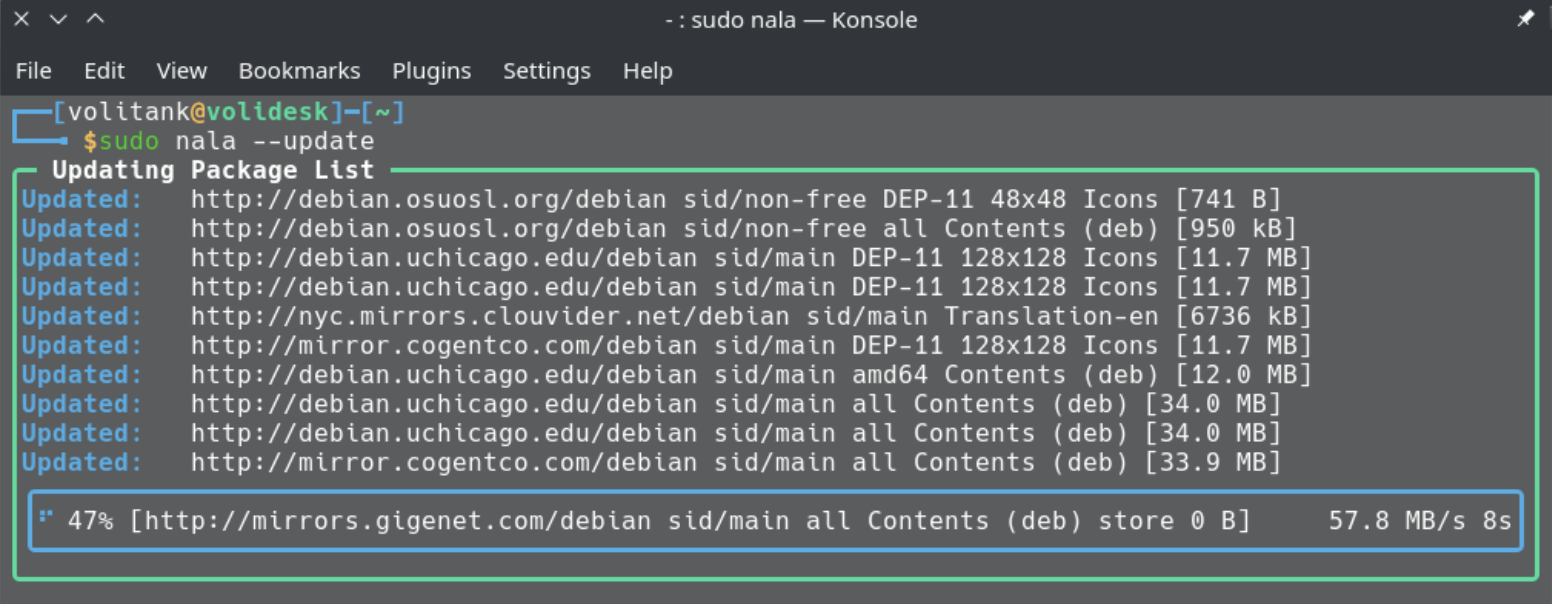 - : sudo nala — Konsole
File Edit View Bookmarks Plugins Settings Help
[volitank@volidesk]-[~]
$sudo nala --update
Updating Package List
Updated: http://debian.osuosl.org/debian sid/non-free DEP-11 48x48 Icons [741 B]
Updated: http://debian.osuosl.org/debian sid/non-free all Contents (deb) [950 kB]
Updated: http://debian.uchicago.edu/debian sid/main DEP-11 128x128 Icons [11.7 MB]
Updated: http://debian.uchicago.edu/debian sid/main DEP-11 128x128 Icons [11.7 MB]
Updated: http://nyc.mirrors.clouvider.net/debian sid/main Translation-en [6736 kB]
Updated: http://mirror.cogentco.com/debian sid/main DEP-11 128x128 Icons [11.7 MB]
Updated: http://debian.uchicago.edu/debian sid/main amd64 Contents (deb) [12.0 MB]
Updated: http://debian.uchicago.edu/debian sid/main all Contents (deb) [34.0 MB]
Updated: http://debian.uchicago.edu/debian sid/main all Contents (deb) [34.0 MB]
Updated: http://mirror.cogentco.com/debian sid/main all Contents (deb) [33.9 MB]
47% [http://mirrors.gigenet.com/debian sid/main all Contents (deb) store 0 B] 57.8 MB/s 8s